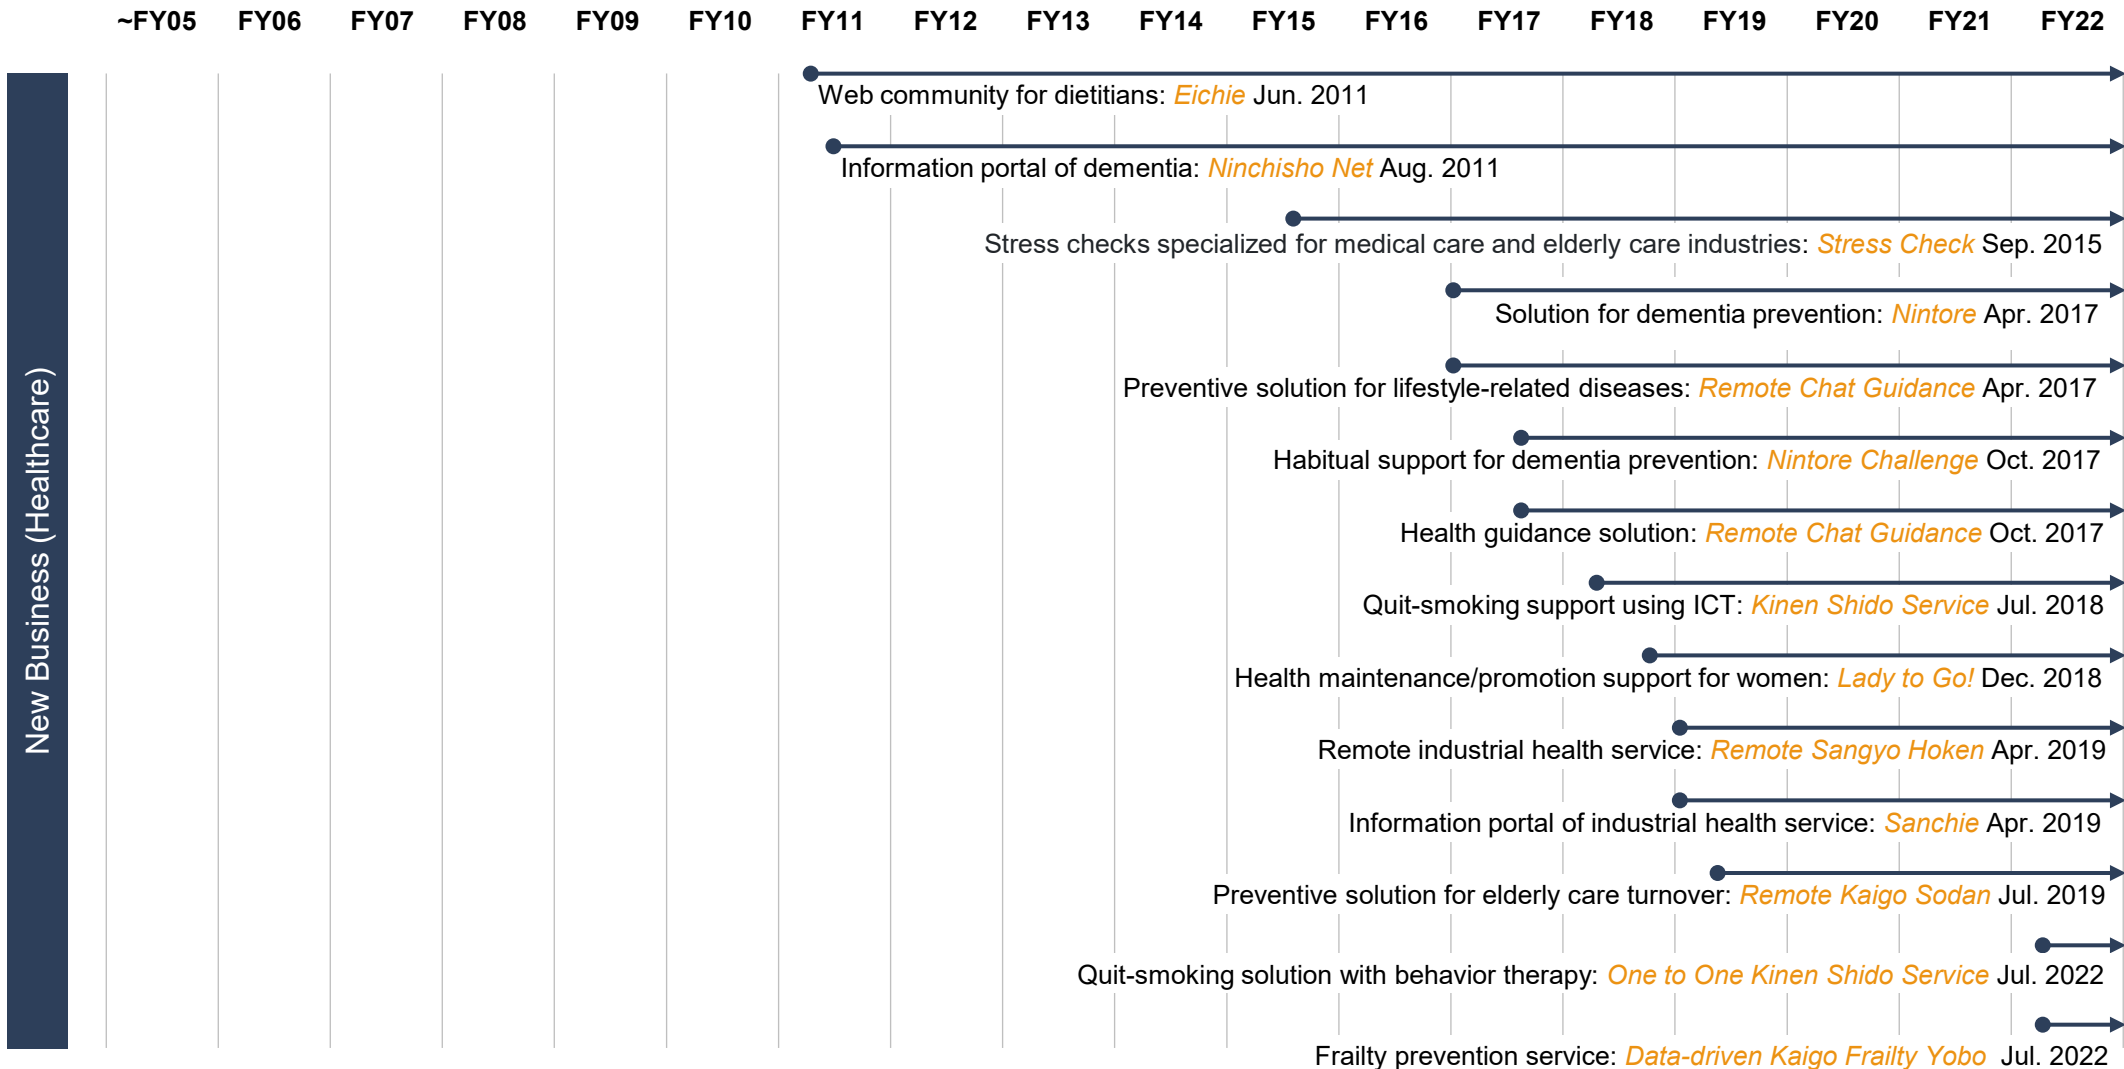 ~FY05 FY06 FY07 FY08 FY09 FY10 FY11 FY12 FY13 FY14 FY15 FY16 FY17 FY18 FY19 FY20 FY21 FY22
New Business (Healthcare)
Web community for dietitians: Eichie Jun. 2011
Information portal of dementia: Ninchisho Net Aug. 2011
Stress checks specialized for medical care and elderly care industries: Stress Check Sep. 2015
Solution for dementia prevention: Nintore Apr. 2017
Preventive solution for lifestyle-related diseases: Remote Chat Guidance Apr. 2017
Habitual support for dementia prevention: Nintore Challenge Oct. 2017
Health guidance solution: Remote Chat Guidance Oct. 2017
Quit-smoking support using ICT: Kinen Shido Service Jul. 2018
Health maintenance/promotion support for women: Lady to Go! Dec. 2018
Remote industrial health service: Remote Sangyo Hoken Apr. 2019
Information portal of industrial health service: Sanchie Apr. 2019
Preventive solution for elderly care turnover: Remote Kaigo Sodan Jul. 2019
Quit-smoking solution with behavior therapy: One to One Kinen Shido Service Jul. 2022
Frailty prevention service: Data-driven Kaigo Frailty Yobo Jul. 2022